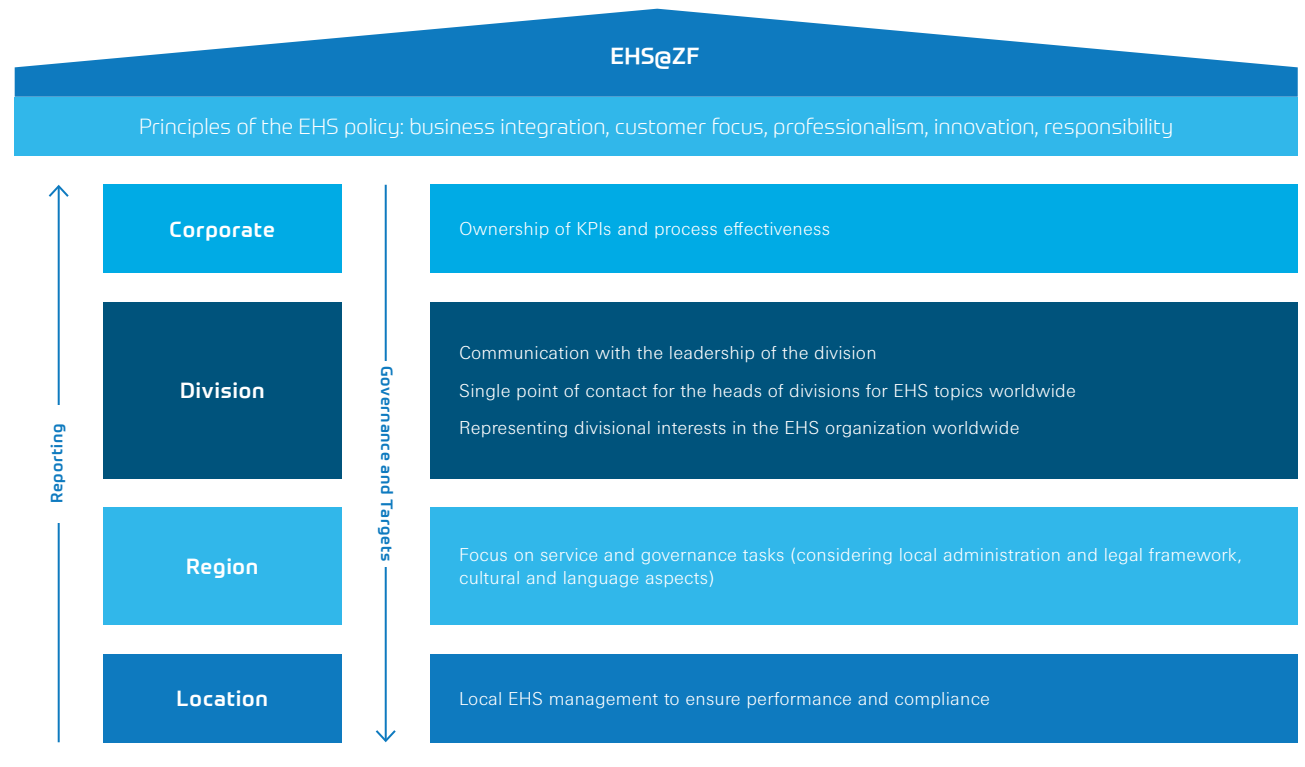 EHS@ZF
Principles of the EHS policy: business integration, customer focus, professionalism, innovation, responsibility
Reporting
Governance and Targets
Corporate
Ownership of KPIs and process effectiveness
Division
Communication with the leadership of the division
Single point of contact for the heads of divisions for EHS topics worldwide
Representing divisional interests in the EHS organization worldwide
Region
Focus on service and governance tasks (considering local administration and legal framework,
cultural and language aspects)
Location
Local EHS management to ensure performance and compliance